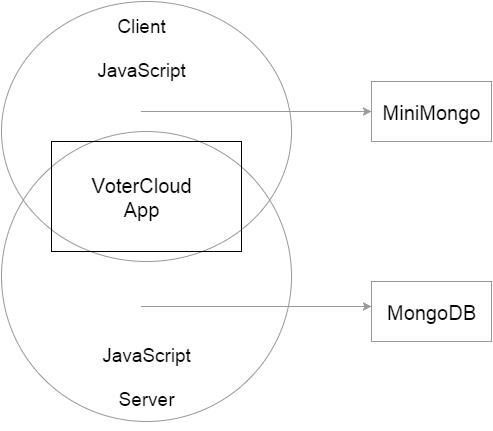 Client
JavaScript
MiniMongo
VoterCloud
App
MongoDB
JavaScript
Server